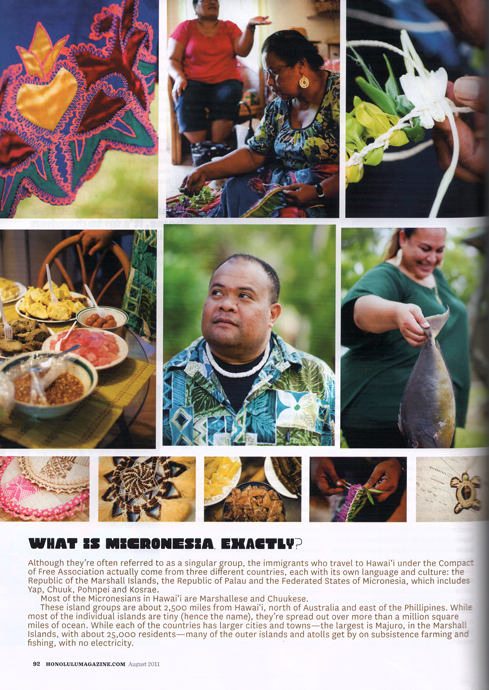 WHAT IS MICRONESIA EXACTLY?
Although they're often referred to as a singular group, the immigrants who travel to Hawai'i under the Compact
of Free Association actually come from three different countries, each with its own language and culture: the
Republic of the Marshall Islands, the Republic of Palau and the Federated States of Micronesia, which includes
Yap, Chuuk, Pohnpei and Kosrae.
Most of the Micronesians in Hawai'i are Marshallese and Chuukese.
These island groups are about 2,500 miles from Hawai'i, north of Australia and east of the Phillipines. While
most of the individual islands are tiny (hence the name), they're spread out over more than a million square
miles of ocean. While each of the countries has larger cities and towns—the largest is Majuro, in the Marshall
Islands, with about 25,000 residents—many of the outer islands and atolls get by on subsistence farming and
fishing, with no electricity.
92 HONOLULUMAGAZINE.COM August 2011